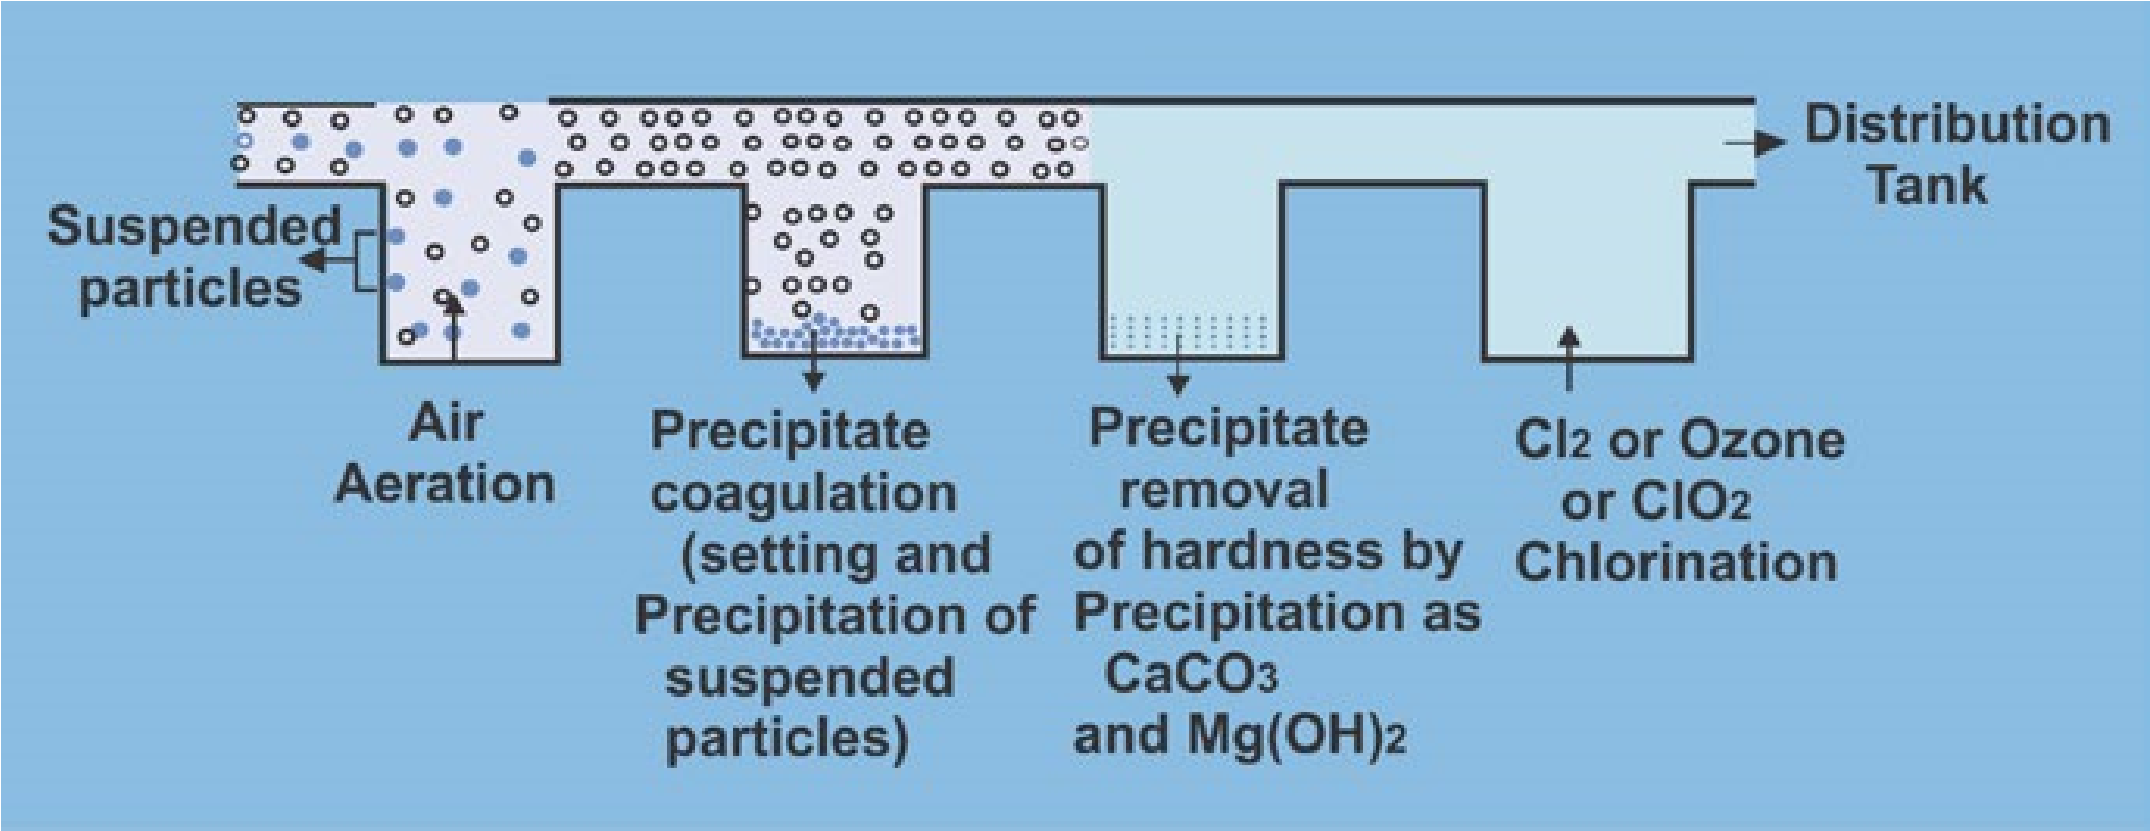 Suspended
particles
Air
Aeration
Precipitate
coagulation
(setting and
Precipitation of
suspended
particles)
Precipitate
removal
of hardness by
Precipitation as
CaCO3
and Mg(OH)2
Cl2 or Ozone
or ClO2
Chlorination
Distribution
Tank